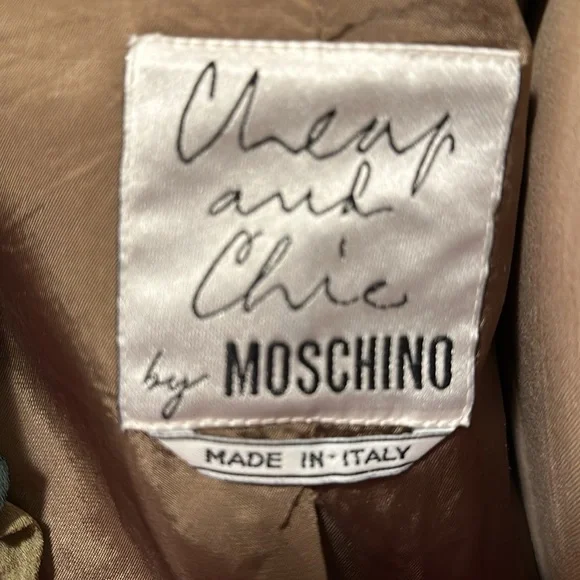 Cheap
and
Chic
by MOSCHINO
MADE IN ITALY